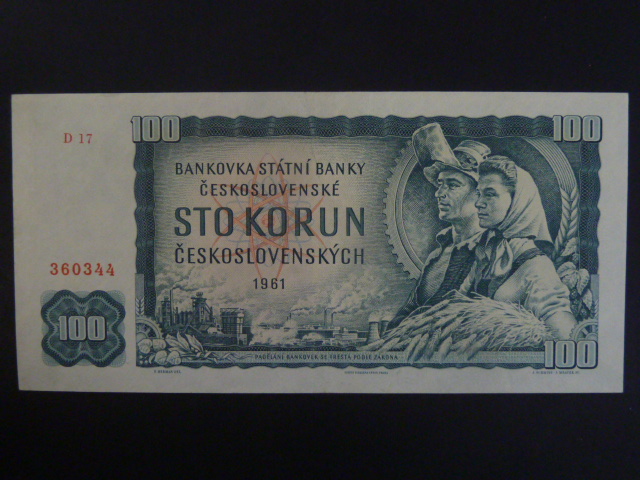 100
100
D 17
BANKOVKA STÁTNÍ BANKY
ČESKOSLOVENSKÉ
STO KORUN
ČESKOSLOVENSKÝCH
360344
1961
100
100
PADĚLÁNÍ BANKOVEK SE TRESTÁ PODLE ZÁKONA